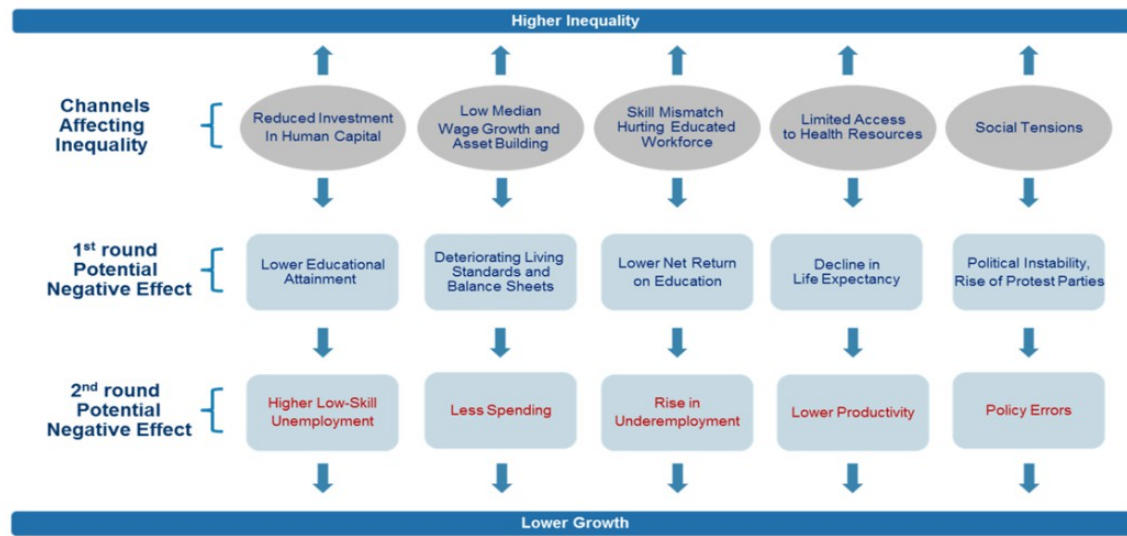 Higher Inequality
Channels
Affecting
Inequality
Reduced Investment
In Human Capital
Low Median
Wage Growth and
Asset Building
Skill Mismatch
Hurting Educated
Workforce
Limited Access
to Health Resources
Social Tensions
1st round
Potential
Negative Effect
Lower Educational
Attainment
Deteriorating Living
Standards and
Balance Sheets
Lower Net Return
on Education
Decline in
Life Expectancy
Political Instability,
Rise of Protest Parties
2nd round
Potential
Negative Effect
Higher Low-Skill
Unemployment
Less Spending
Rise in
Underemployment
Lower Productivity
Policy Errors
Lower Growth